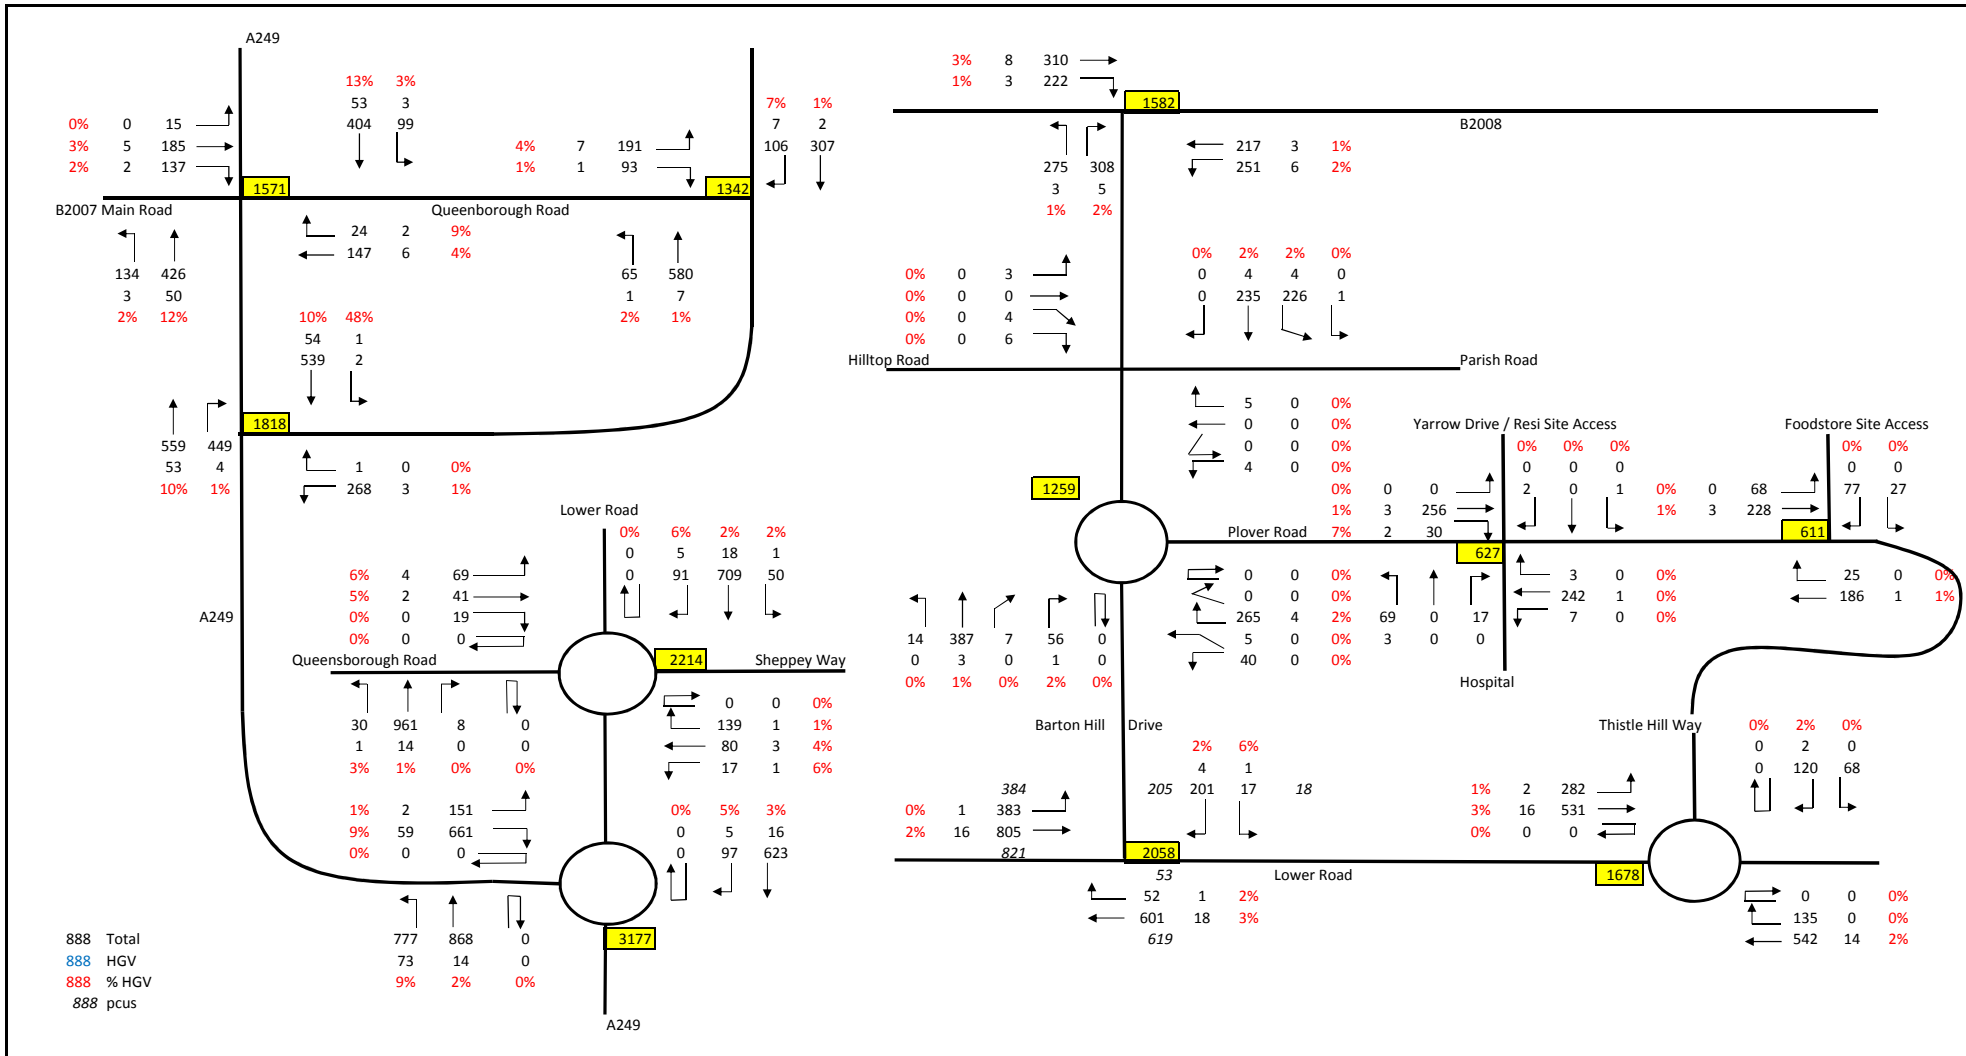 A249
13% 3%
53 3
404 99
0% 0 15
3% 5 185
2% 2 137
4% 7 191
1% 1 93
7% 1%
7 2
106 307
1571
1342
B2007 Main Road
Queenborough Road
24 2 9%
147 6 4%
134 426
3 50
2% 12%
65 580
1 7
2% 1%
10% 48%
54 1
539 2
1818
559 449
53 4
10% 1%
1 0 0%
268 3 1%
A249
Lower Road
0% 6% 2% 2%
0 5 18 1
0 91 709 50
6% 4 69
5% 2 41
0% 0 19
0% 0 0
Queensborough Road
2214
Sheppey Way
30 961 8 0
1 14 0 0
3% 1% 0% 0%
0 0 0%
139 1 1%
80 3 4%
17 1 6%
1% 2 151
9% 59 661
0% 0 0
0% 5% 3%
0 5 16
0 97 623
777 868 0
73 14 0
9% 2% 0%
3177
A249
888 Total
888 HGV
888 % HGV
888 pcus
3% 8 310
1% 3 222
1582
B2008
275 308
3 5
1% 2%
217 3 1%
251 6 2%
0% 0 3
0% 0 0
0% 0 4
0% 0 6
0% 2% 2% 0%
0 4 4 0
0 235 226 1
Hilltop Road
Parish Road
5 0 0%
0 0 0%
0 0 0%
4 0 0%
1259
Yarrow Drive / Resi Site Access
0% 0% 0%
0 0 0
2 0 1
0% 0 0
1% 3 256
7% 2 30
Plover Road
627
Foodstore Site Access
0% 0%
0 0
77 27
0% 0 68
1% 3 228
611
0 0 0%
0 0 0%
265 4 2%
5 0 0%
40 0 0%
69 0 17
3 0 0
3 0 0%
242 1 0%
7 0 0%
25 0 0%
186 1 1%
Hospital
14 387 7 56 0
0 3 0 1 0
0% 1% 0% 2% 0%
Barton Hill Drive
2% 6%
4 1
205 201 17 18
384
0% 1 383
2% 16 805
821
2058
53
52 1 2%
601 18 3%
619
Lower Road
Thistle Hill Way
0% 2% 0%
0 2 0
0 120 68
1% 2 282
3% 16 531
0% 0 0
1678
0 0 0%
135 0 0%
542 14 2%